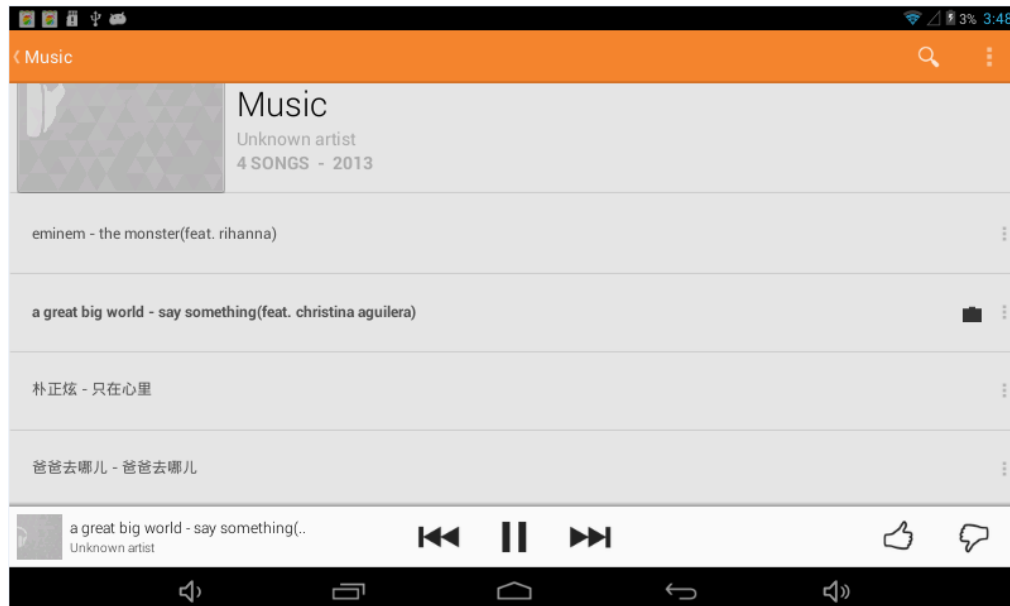 3% 3:48
Music
Music
Unknown artist
4 SONGS - 2013
eminem - the monster(feat. rihanna)
a great big world - say something(feat. christina aguilera)
朴正炫 - 只在心里
爸爸去哪儿 - 爸爸去哪儿
a great big world - say something(..
Unknown artist